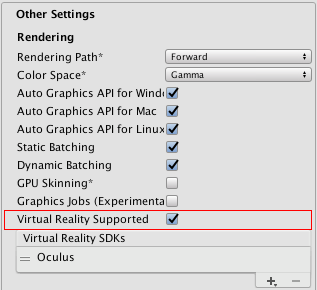 Other Settings
Rendering
Rendering Path* Forward
Color Space* Gamma
Auto Graphics API for Wind
Auto Graphics API for Mac
Auto Graphics API for Linux
Static Batching
Dynamic Batching
GPU Skinning*
Graphics Jobs (Experimenta
Virtual Reality Supported
Virtual Reality SDKs
Oculus